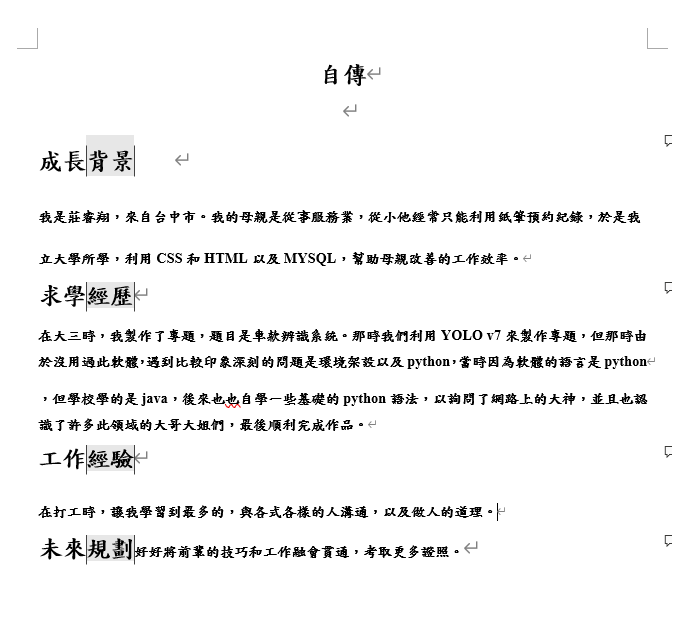 自傳
成長背景
我是莊睿翔，來自台中市。我的母親是從事服務業，從小他經常只能利用紙筆預約紀錄，於是我
立大學所學，利用 CSS 和 HTML 以及 MYSQL，幫助母親改善的工作效率。
求學經歷
在大三時，我製作了專題，題目是車款辨識系統。那時我們利用 YOLO v7 來製作專題，但那時由
於沒用過此軟體，遇到比較印象深刻的問題是環境架設以及 python，當時因為軟體的語言是 python
，但學校學的是 java，後來也也自學一些基礎的 python 語法，以詢問了網路上的大神，並且也認
識了許多此領域的大哥大姐們，最後順利完成作品。
工作經驗
在打工時，讓我學習到最多的，與各式各樣的人溝通，以及做人的道理。
未來規劃好好將前輩的技巧和工作融會貫通，考取更多證照。